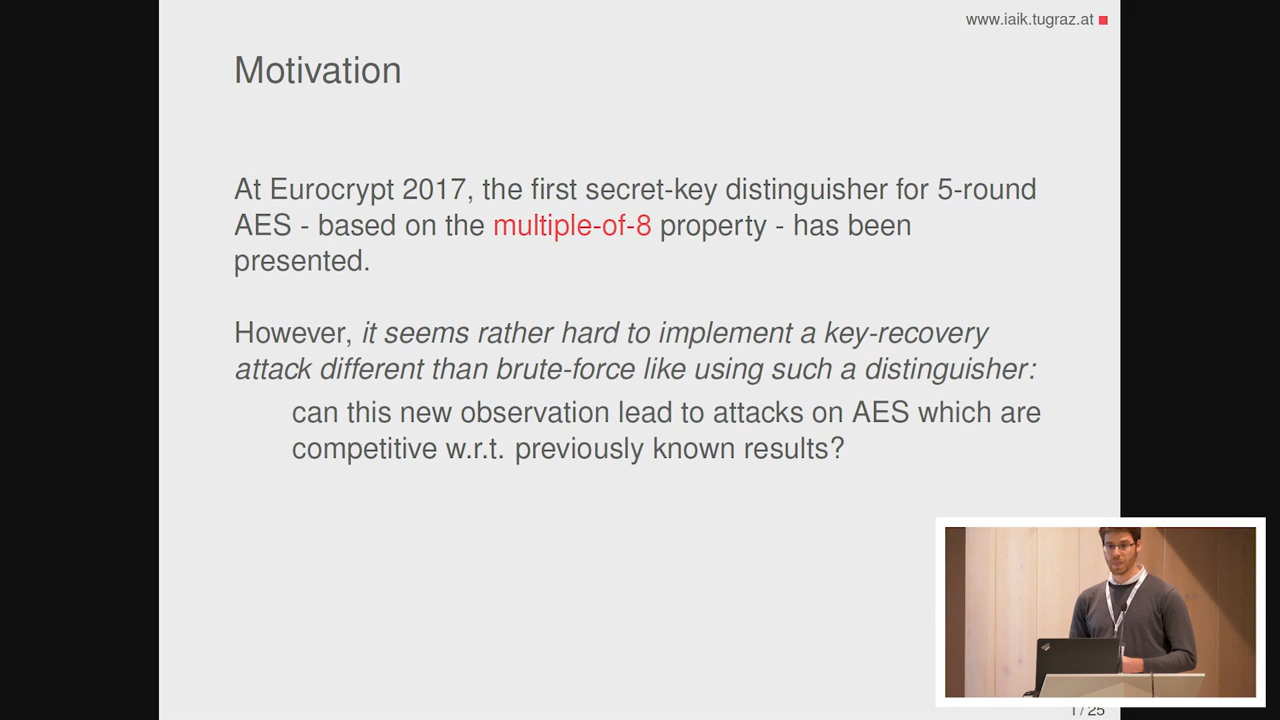 www.iaik.tugraz.at
Motivation
At Eurocrypt 2017, the first secret-key distinguisher for 5-round
AES - based on the multiple-of-8 property - has been
presented.
However, it seems rather hard to implement a key-recovery
attack different than brute-force like using such a distinguisher:
can this new observation lead to attacks on AES which are
competitive w.r.t. previously known results?
1 / 25